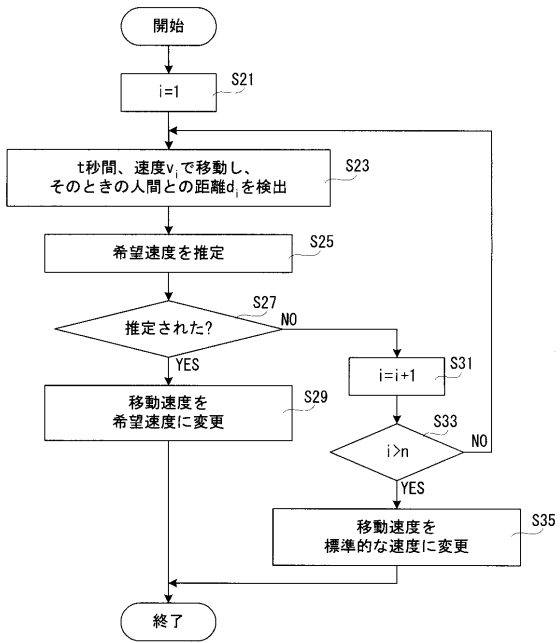 開始
S21
i=1
t秒間、速度viで移動し、
そのときの人間との距離diを検出
S23
希望速度を推定
S25
推定された?
S27
NO
YES
移動速度を
希望速度に変更
S29
i=i+1
S31
i>n
S33
NO
YES
移動速度を
標準的な速度に変更
S35
終了